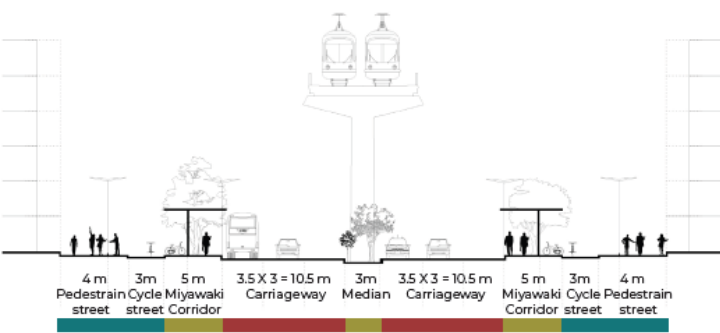 4 m 3m 5 m 3.5 X 3 = 10.5 m 3m 3.5 X 3 = 10.5 m 5 m 3m 4 m
Pedestrain Cycle Miyawaki Carriageway Median Carriageway Miyawaki Cycle Pedestrain
street street Corridor Corridor street street